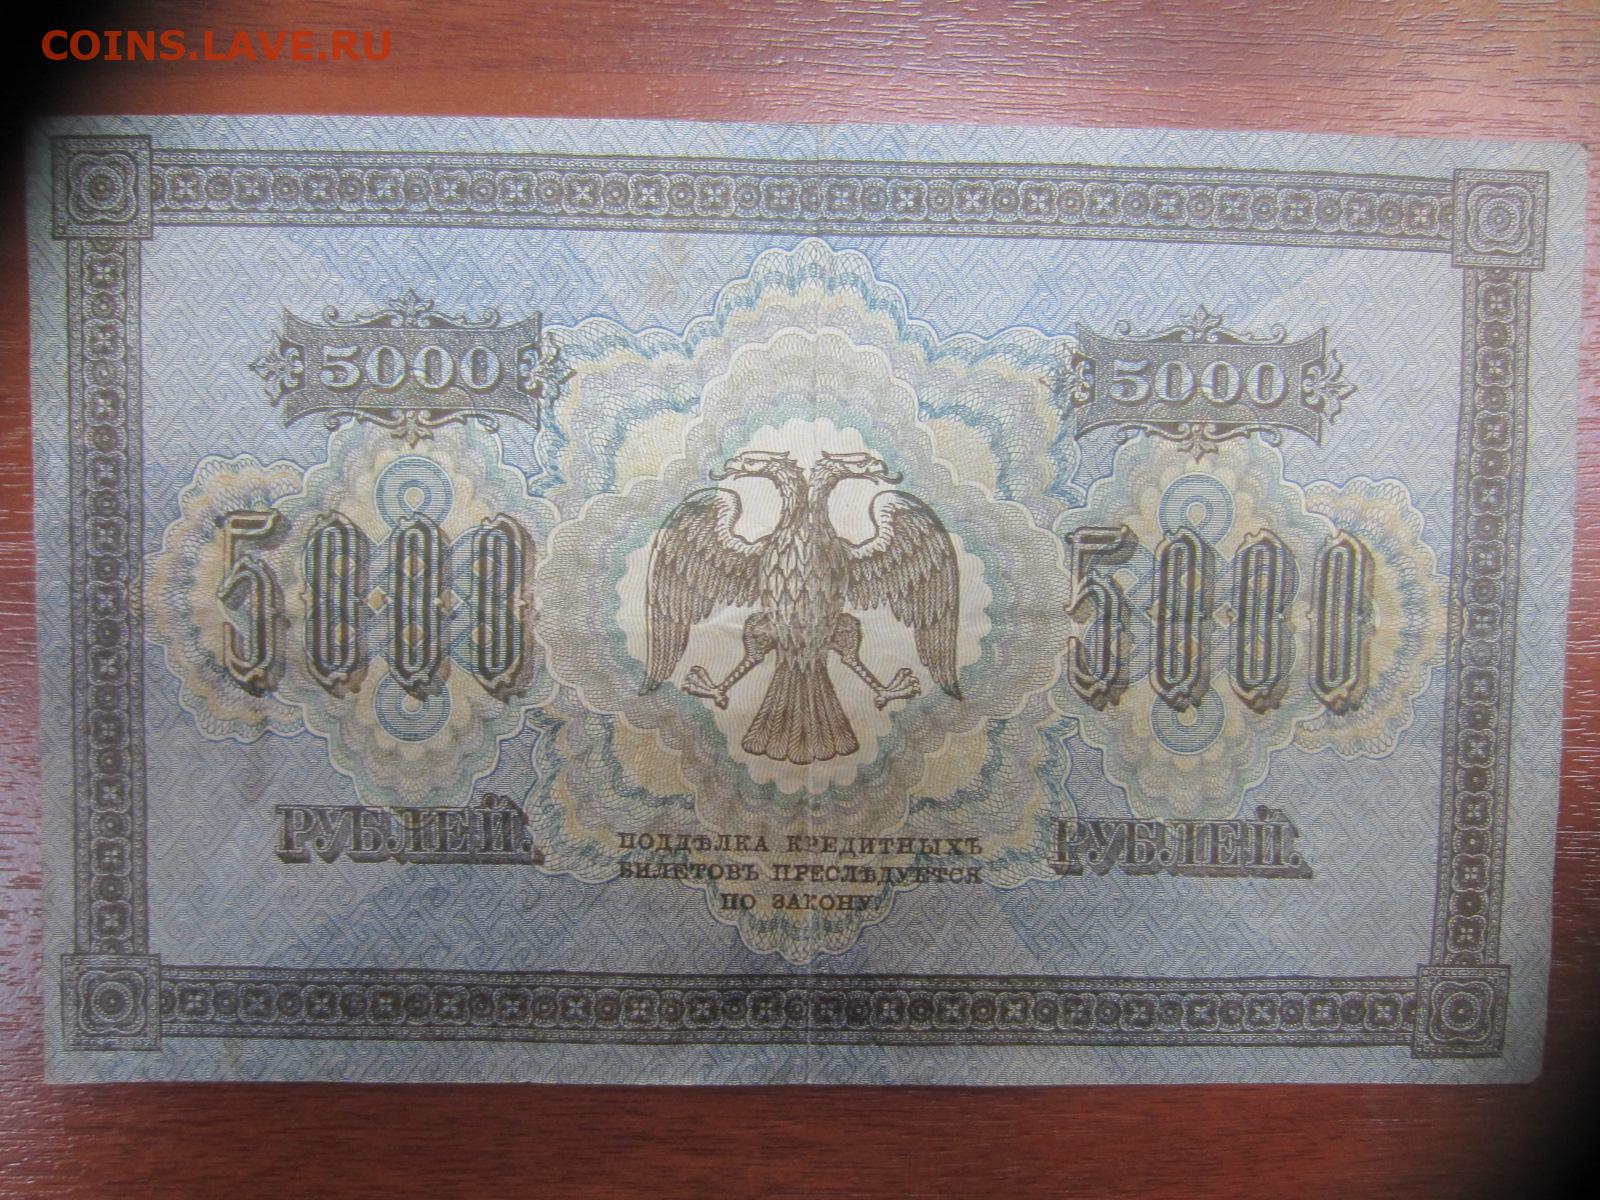 COINS.LAVE.RU
5000
5000
5000
5000
РУБЛЕЙ.
РУБЛЕЙ.
ПОДДѢЛКА КРЕДИТНЫХЪ
БИЛЕТОВЪ ПРЕСЛѢДУЕТСЯ
ПО ЗАКОНУ.